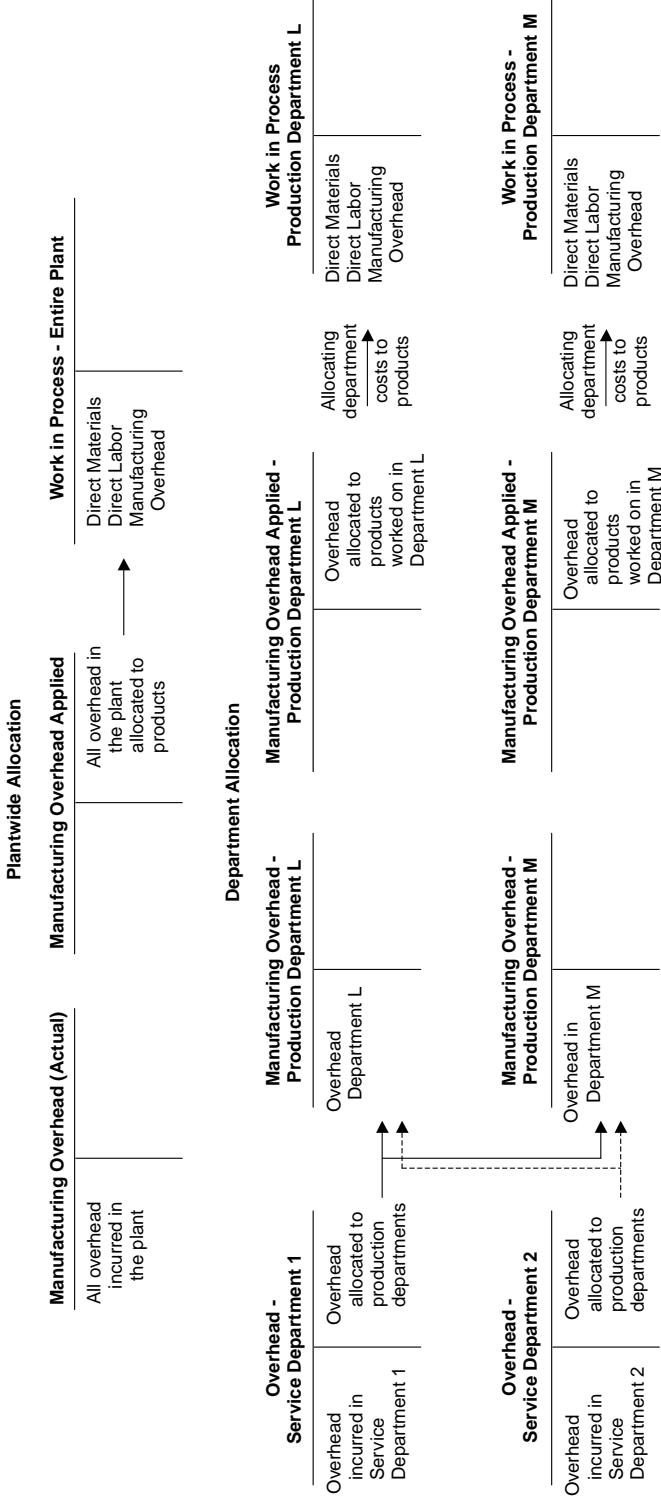 Plantwide Allocation
Manufacturing Overhead (Actual)
All overhead
incurred in
the plant
Manufacturing Overhead Applied
All overhead in
the plant
allocated to
products
Work in Process - Entire Plant
Direct Materials
Direct Labor
Manufacturing
Overhead
Department Allocation
Overhead -
Service Department 1
Overhead
incurred in
Service
Department 1
Overhead
allocated to
production
departments
Manufacturing Overhead -
Production Department L
Overhead
Department L
Manufacturing Overhead Applied -
Production Department L
Overhead
allocated to
products
worked on in
Department L
Allocating
department
costs to
products
Work in Process
Production Department L
Direct Materials
Direct Labor
Manufacturing
Overhead
Overhead -
Service Department 2
Overhead
incurred in
Service
Department 2
Overhead
allocated to
production
departments
Manufacturing Overhead -
Production Department M
Overhead in
Department M
Manufacturing Overhead Applied -
Production Department M
Overhead
allocated to
products
worked on in
Department M
Allocating
department
costs to
products
Work in Process -
Production Department M
Direct Materials
Direct Labor
Manufacturing
Overhead